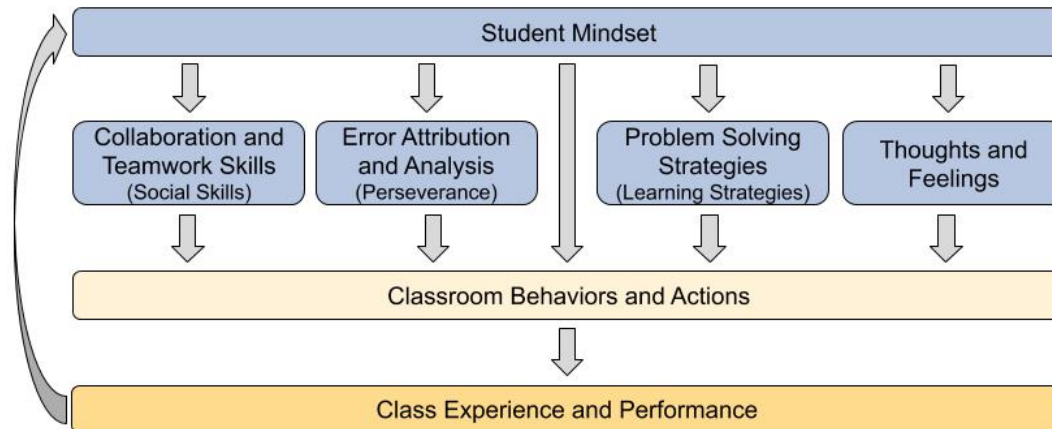 Student Mindset
Collaboration and
Teamwork Skills
(Social Skills)
Error Attribution
and Analysis
(Perseverance)
Problem Solving
Strategies
(Learning Strategies)
Thoughts and
Feelings
Classroom Behaviors and Actions
Class Experience and Performance